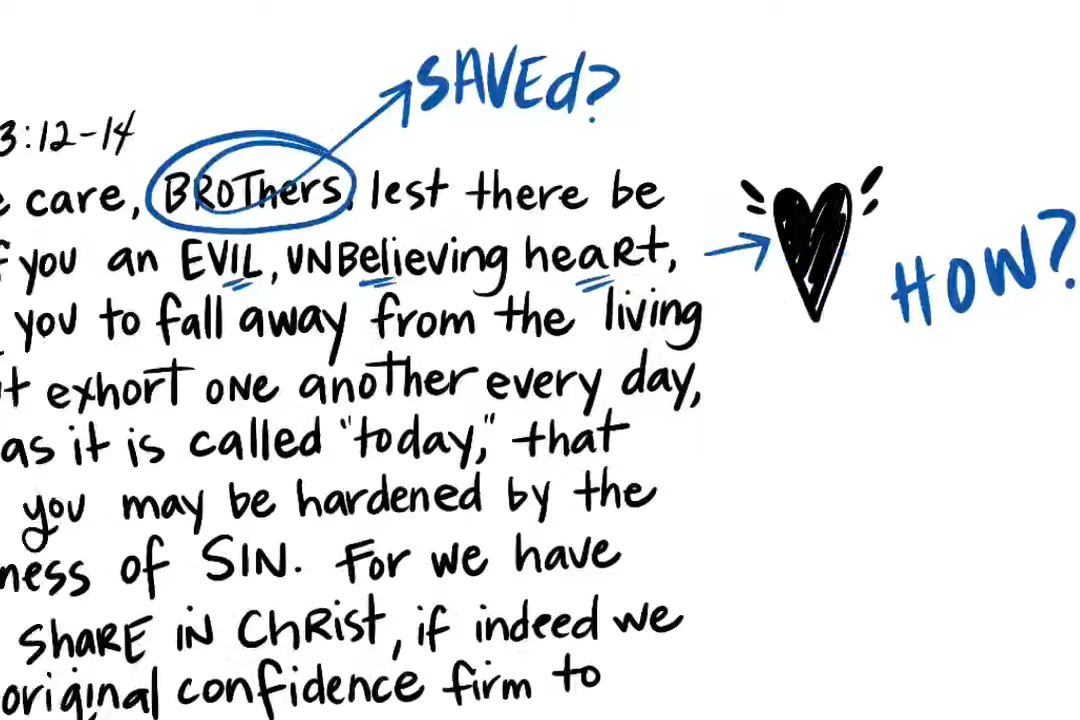 SAVEd?
3:12-14
care, BROThers, lest there be
you an EVIL, UNBelieving heaRt,
HOW?
you to fall away from the living
exhort ONE another every day,
as it is called "today," that
you may be hardened by the
ness of SIN. For we have
ShaRE iN ChRist, if indeed we
original confidence firm to